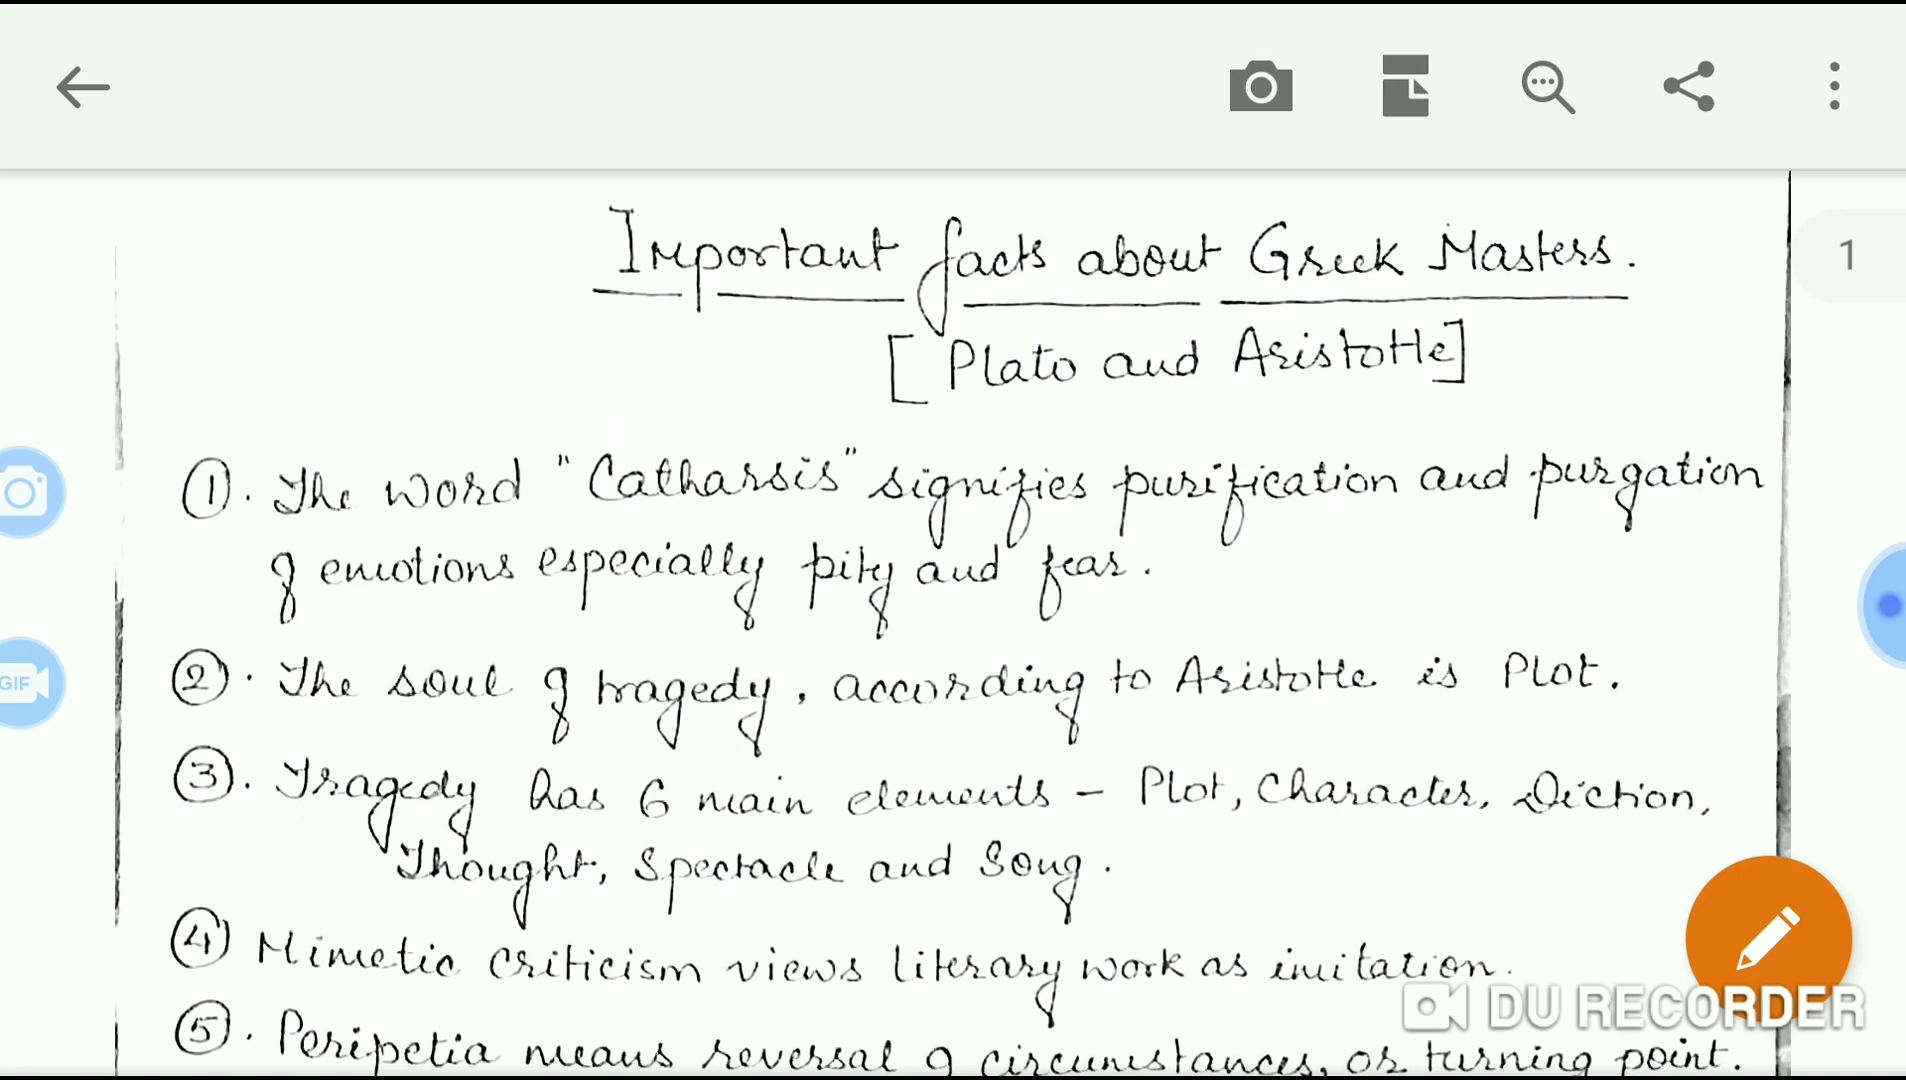 1
Important facts about Greek Masters.
[Plato and Aristotle]
①. The word "Catharsis" signifies purification and purgation
of emotions especially pity and fear.
②. The soul of tragedy, according to Aristotle is Plot.
③. Tragedy has 6 main elements - Plot, Character, Diction,
Thought, Spectacle and Song.
④ Mimetic criticism views literary work as imitation.
⑤. Peripetia means reversal of circumstances, or turning point.
GIF
DU RECORDER